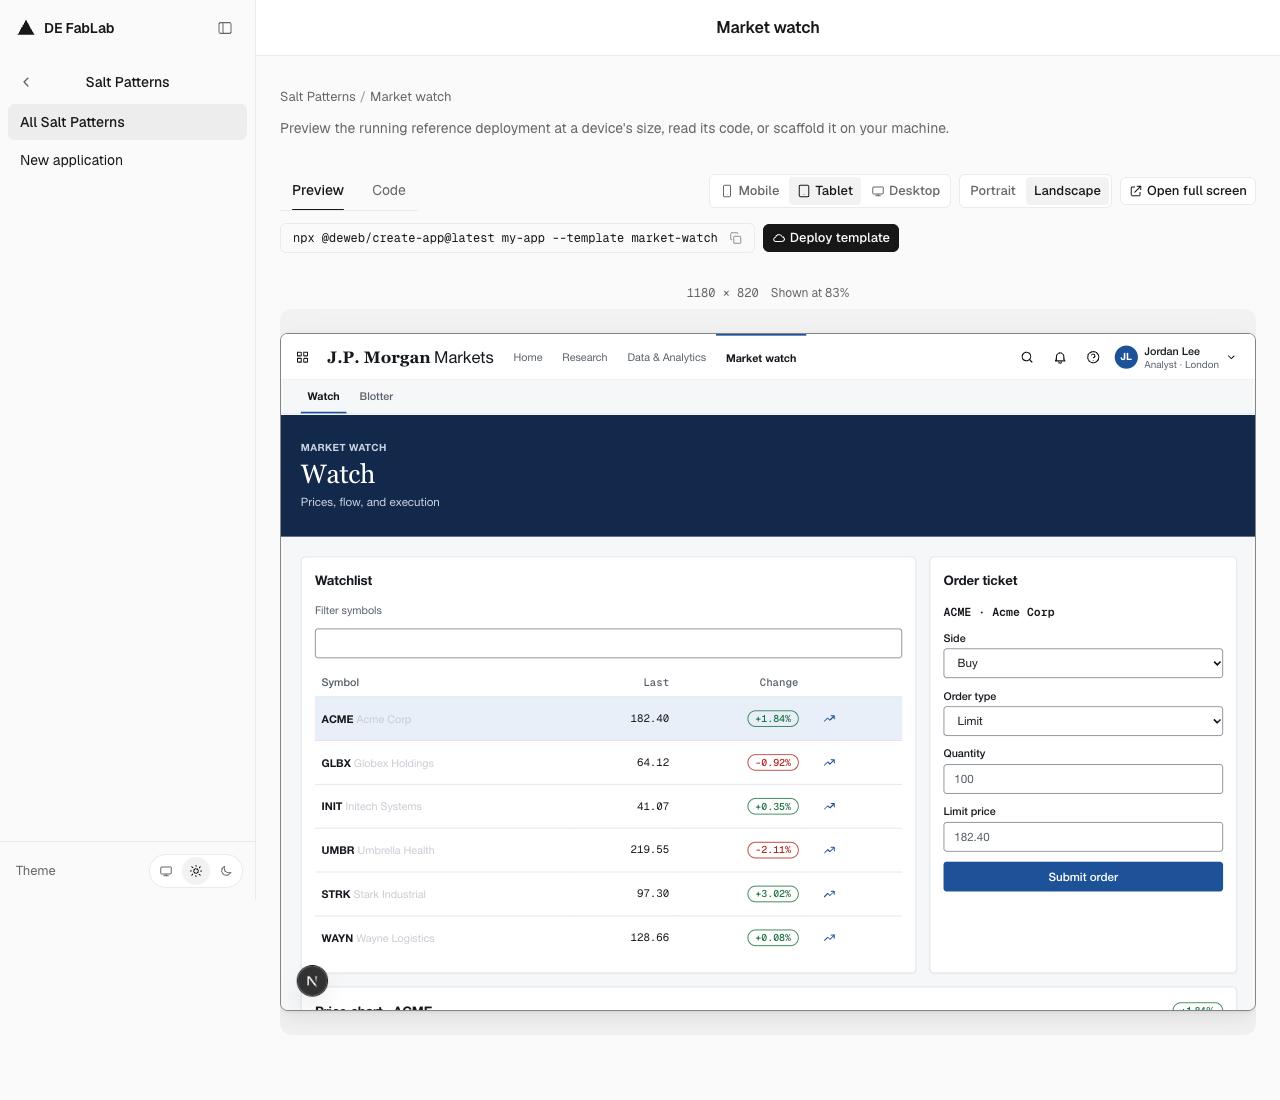 DE FabLab
Market watch
Salt Patterns
All Salt Patterns
New application
Salt Patterns / Market watch
Preview the running reference deployment at a device's size, read its code, or scaffold it on your machine.
Preview Code
Mobile Tablet Desktop
Portrait Landscape
Open full screen
npx @deweb/create-app@latest my-app --template market-watch
Deploy template
1180 × 820 Shown at 83%
J.P. Morgan Markets
Home Research Data & Analytics Market watch
JL
Jordan Lee
Analyst · London
Watch Blotter
MARKET WATCH
Watch
Prices, flow, and execution
Watchlist
Filter symbols
Symbol Last Change
ACME Acme Corp 182.40 +1.84%
GLBX Globex Holdings 64.12 -0.92%
INIT Initech Systems 41.07 +0.35%
UMBR Umbrella Health 219.55 -2.11%
STRK Stark Industrial 97.30 +3.02%
WAYN Wayne Logistics 128.66 +0.08%
Order ticket
ACME · Acme Corp
Side
Buy
Order type
Limit
Quantity
100
Limit price
182.40
Submit order
N
Price chart · ACME +1.84%
Theme